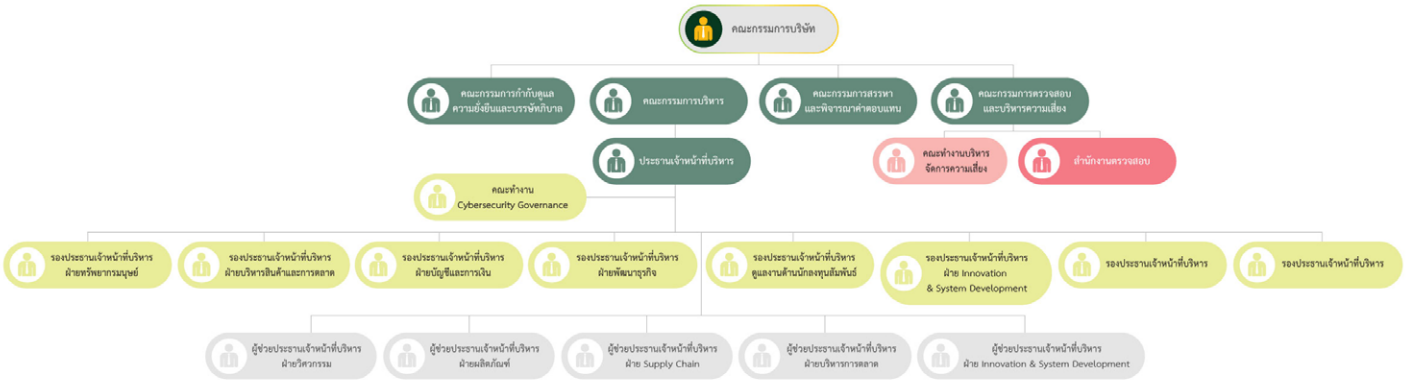 คณะกรรมการบริษัท
คณะกรรมการกำกับดูแล
ความยั่งยืนและบรรษัทภิบาล
คณะกรรมการบริหาร
คณะกรรมการสรรหา
และพิจารณาค่าตอบแทน
คณะกรรมการตรวจสอบ
และบริหารความเสี่ยง
ประธานเจ้าหน้าที่บริหาร
คณะทำงานบริหาร
จัดการความเสี่ยง
สำนักงานตรวจสอบ
คณะทำงาน
Cybersecurity Governance
รองประธานเจ้าหน้าที่บริหาร
ฝ่ายทรัพยากรมนุษย์
รองประธานเจ้าหน้าที่บริหาร
ฝ่ายบริหารสินค้าและการตลาด
รองประธานเจ้าหน้าที่บริหาร
ฝ่ายบัญชีและการเงิน
รองประธานเจ้าหน้าที่บริหาร
ฝ่ายพัฒนาธุรกิจ
รองประธานเจ้าหน้าที่บริหาร
ดูแลงานด้านนักลงทุนสัมพันธ์
รองประธานเจ้าหน้าที่บริหาร
ฝ่าย Innovation
& System Development
รองประธานเจ้าหน้าที่บริหาร
รองประธานเจ้าหน้าที่บริหาร
ผู้ช่วยประธานเจ้าหน้าที่บริหาร
ฝ่ายวิศวกรรม
ผู้ช่วยประธานเจ้าหน้าที่บริหาร
ฝ่ายผลิตภัณฑ์
ผู้ช่วยประธานเจ้าหน้าที่บริหาร
ฝ่าย Supply Chain
ผู้ช่วยประธานเจ้าหน้าที่บริหาร
ฝ่ายบริหารการตลาด
ผู้ช่วยประธานเจ้าหน้าที่บริหาร
ฝ่าย Innovation & System Development